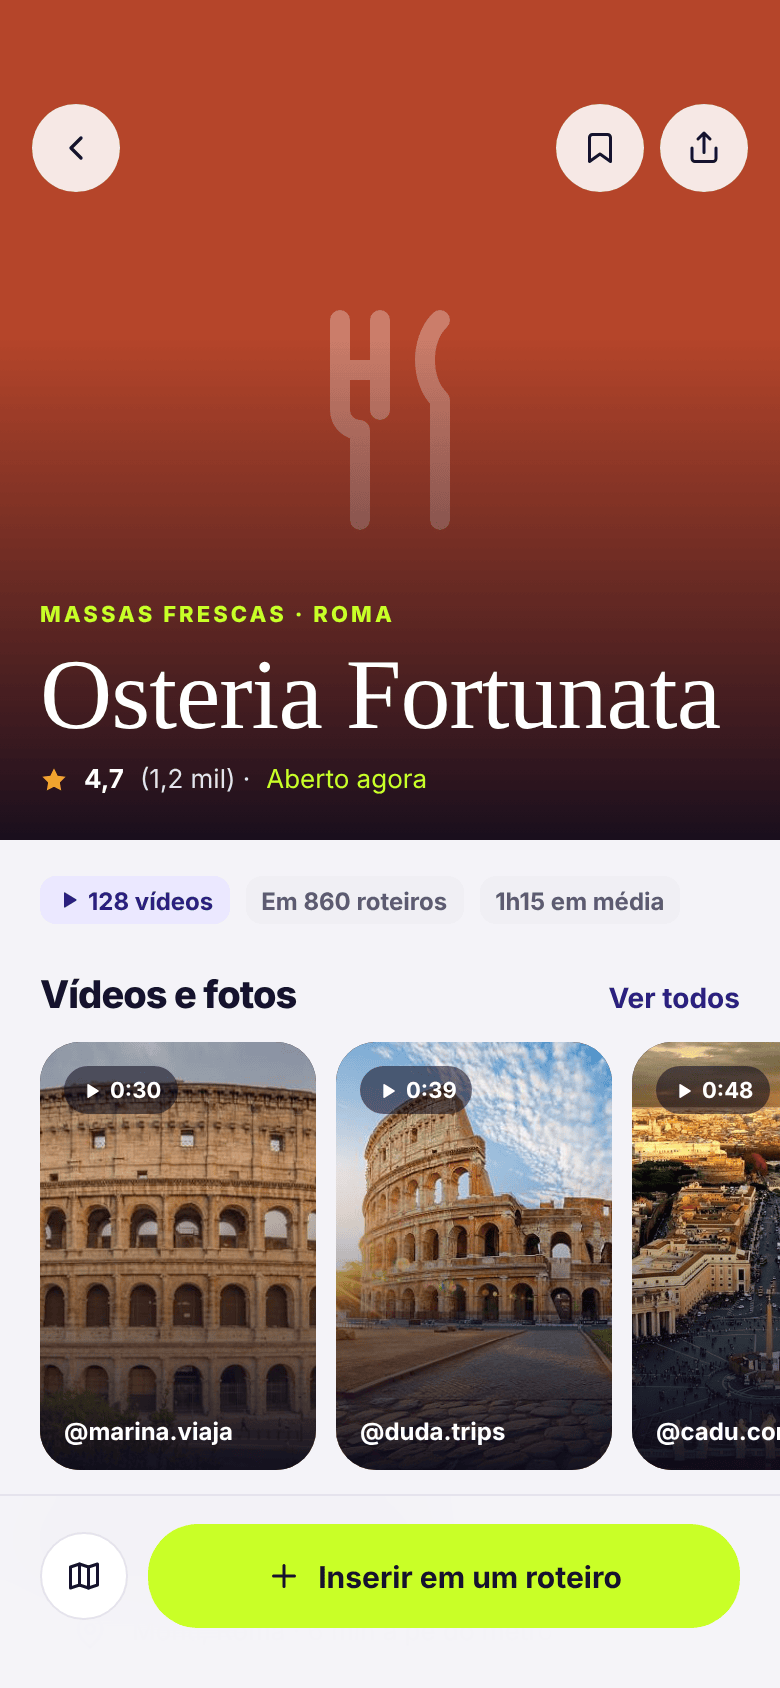 MASSAS FRESCAS · ROMA
Osteria Fortunata
4,7 (1,2 mil) · Aberto agora
128 vídeos
Em 860 roteiros
1h15 em média
Vídeos e fotos
Ver todos
0:30
0:39
0:48
@marina.viaja
@duda.trips
@cadu.co
Inserir em um roteiro